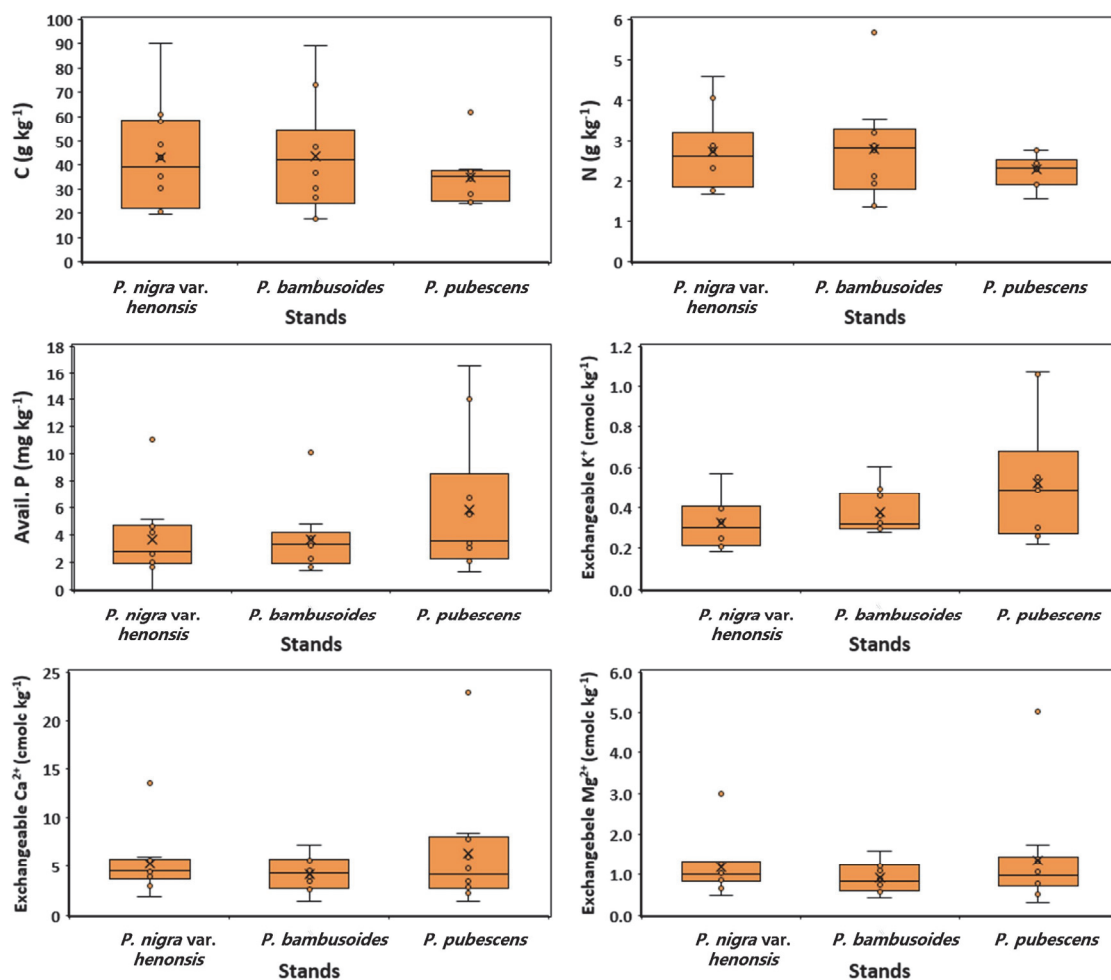 C (g kg⁻¹)
100
90
80
70
60
50
40
30
20
10
0
P. nigra var.
henonsis
P. bambusoides
P. pubescens
Stands
N (g kg⁻¹)
6
5
4
3
2
1
0
P. nigra var.
henonsis
P. bambusoides
P. pubescens
Stands
Avail. P (mg kg⁻¹)
18
16
14
12
10
8
6
4
2
0
P. nigra var.
henonsis
P. bambusoides
P. pubescens
Stands
Exchangeable K⁺ (cmolc kg⁻¹)
1.2
1.0
0.8
0.6
0.4
0.2
0.0
P. nigra var.
henonsis
P. bambusoides
P. pubescens
Stands
Exchangeable Ca²⁺ (cmolc kg⁻¹)
25
20
15
10
5
0
P. nigra var.
henonsis
P. bambusoides
P. pubescens
Stands
Exchangebele Mg²⁺ (cmolc kg⁻¹)
6.0
5.0
4.0
3.0
2.0
1.0
0.0
P. nigra var.
henonsis
P. bambusoides
P. pubescens
Stands